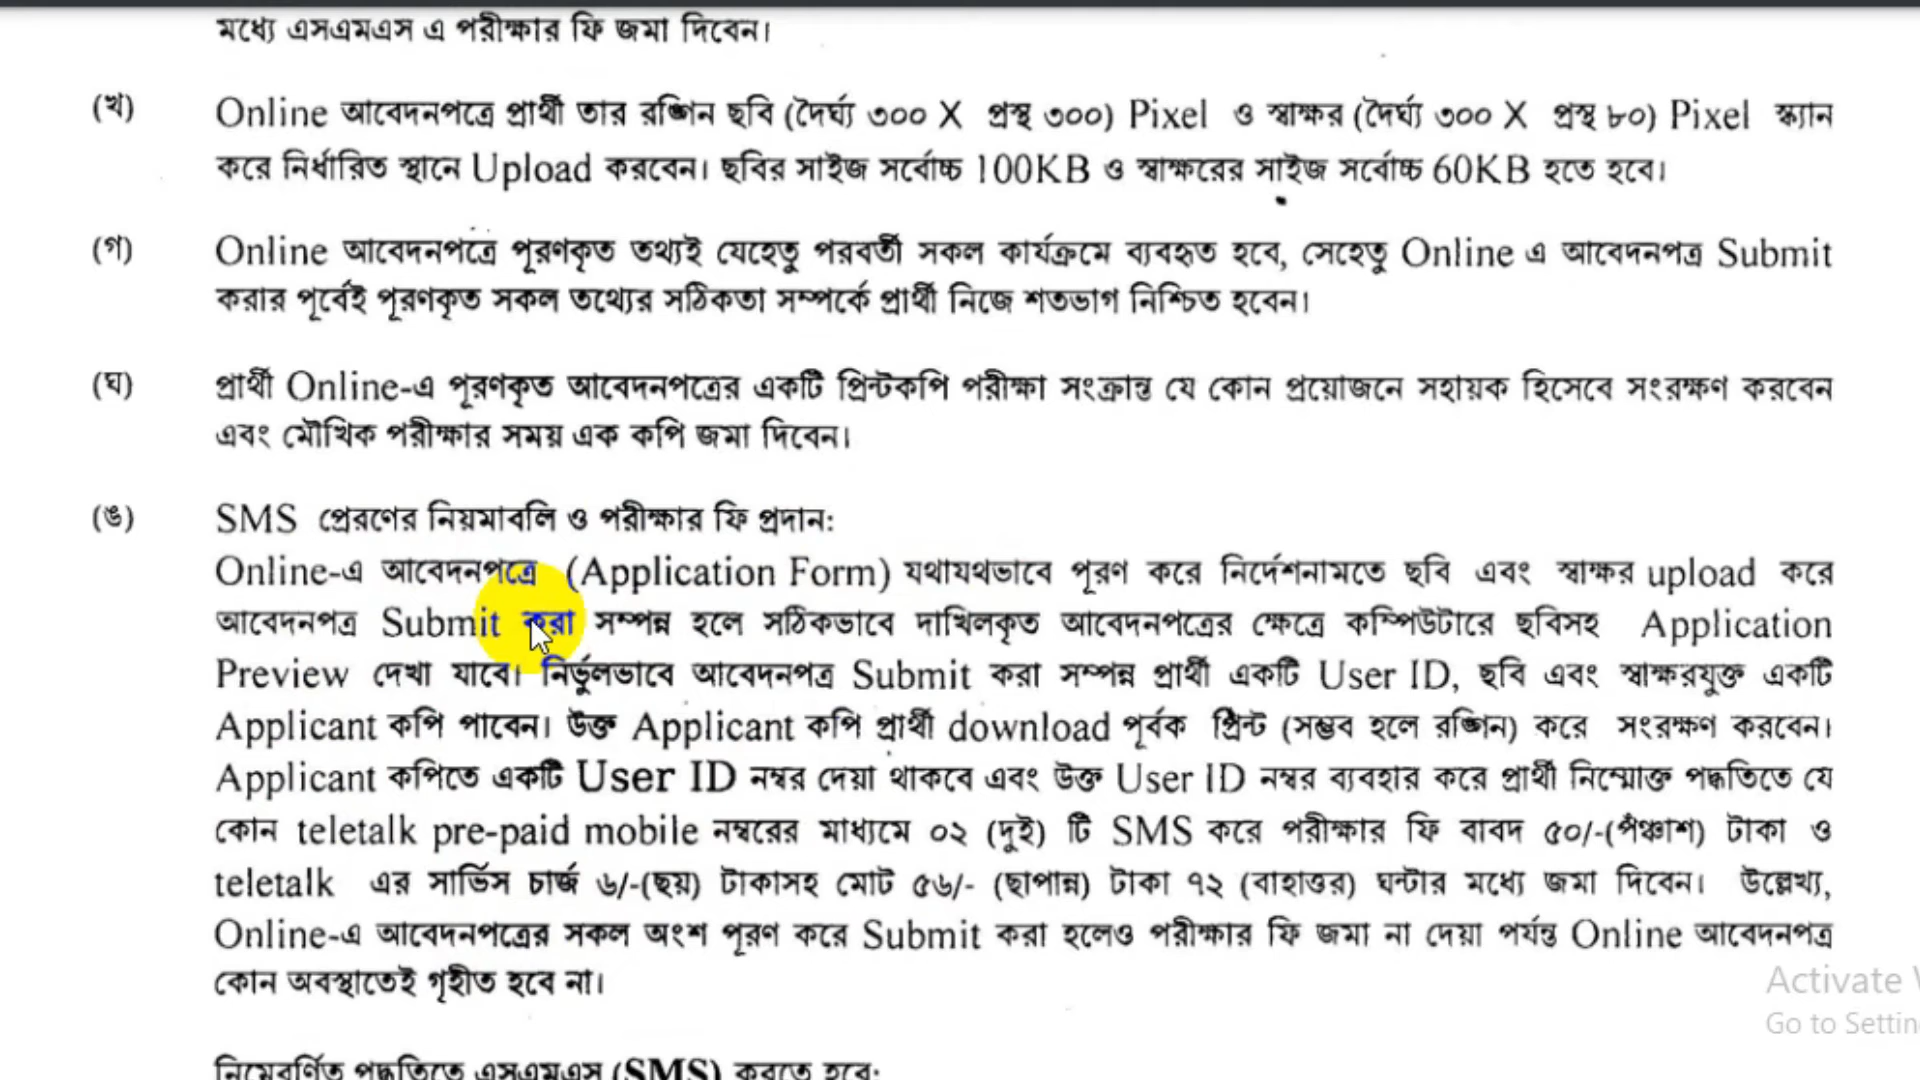 মধ্যে এসএমএস এ পরীক্ষার ফি জমা দিবেন।
(খ) Online আবেদনপত্রে প্রার্থী তার রঙ্গিন ছবি (দৈর্ঘ্য ৩০০ X প্রস্থ ৩০০) Pixel ও স্বাক্ষর (দৈর্ঘ্য ৩০০ X প্রস্থ ৮০) Pixel স্ক্যান
করে নির্ধারিত স্থানে Upload করবেন। ছবির সাইজ সর্বোচ্চ 100KB ও স্বাক্ষরের সাইজ সর্বোচ্চ 60KB হতে হবে।
(গ) Online আবেদনপত্রে পূরণকৃত তথ্যই যেহেতু পরবর্তী সকল কার্যক্রমে ব্যবহৃত হবে, সেহেতু Online এ আবেদনপত্র Submit
করার পূর্বেই পূরণকৃত সকল তথ্যের সঠিকতা সম্পর্কে প্রার্থী নিজে শতভাগ নিশ্চিত হবেন।
(ঘ) প্রার্থী Online-এ পূরণকৃত আবেদনপত্রের একটি প্রিন্টকপি পরীক্ষা সংক্রান্ত যে কোন প্রয়োজনে সহায়ক হিসেবে সংরক্ষণ করবেন
এবং মৌখিক পরীক্ষার সময় এক কপি জমা দিবেন।
(ঙ) SMS প্রেরণের নিয়মাবলি ও পরীক্ষার ফি প্রদান:
Online-এ আবেদনপত্রে (Application Form) যথাযথভাবে পূরণ করে নির্দেশনামতে ছবি এবং স্বাক্ষর upload করে
আবেদনপত্র Submit করা সম্পন্ন হলে সঠিকভাবে দাখিলকৃত আবেদনপত্রের ক্ষেত্রে কম্পিউটারে ছবিসহ Application
Preview দেখা যাবে। নির্ভুলভাবে আবেদনপত্র Submit করা সম্পন্ন প্রার্থী একটি User ID, ছবি এবং স্বাক্ষরযুক্ত একটি
Applicant কপি পাবেন। উক্ত Applicant কপি প্রার্থী download পূর্বক প্রিন্ট (সম্ভব হলে রঙ্গিন) করে সংরক্ষণ করবেন।
Applicant কপিতে একটি User ID নম্বর দেয়া থাকবে এবং উক্ত User ID নম্বর ব্যবহার করে প্রার্থী নিম্মোক্ত পদ্ধতিতে যে
কোন teletalk pre-paid mobile নম্বরের মাধ্যমে ০২ (দুই) টি SMS করে পরীক্ষার ফি বাবদ ৫০/-(পঁঞ্চাশ) টাকা ও
teletalk এর সার্ভিস চার্জ ৬/-(ছয়) টাকাসহ মোট ৫৬/- (ছাপান্ন) টাকা ৭২ (বাহাত্তর) ঘন্টার মধ্যে জমা দিবেন। উল্লেখ্য,
Online-এ আবেদনপত্রের সকল অংশ পূরণ করে Submit করা হলেও পরীক্ষার ফি জমা না দেয়া পর্যন্ত Online আবেদনপত্র
কোন অবস্থাতেই গৃহীত হবে না।
Activate
Go to Settin
নিম্নেবর্ণিত পদ্ধতিতে এসএমএস (SMS) করতে হবে: